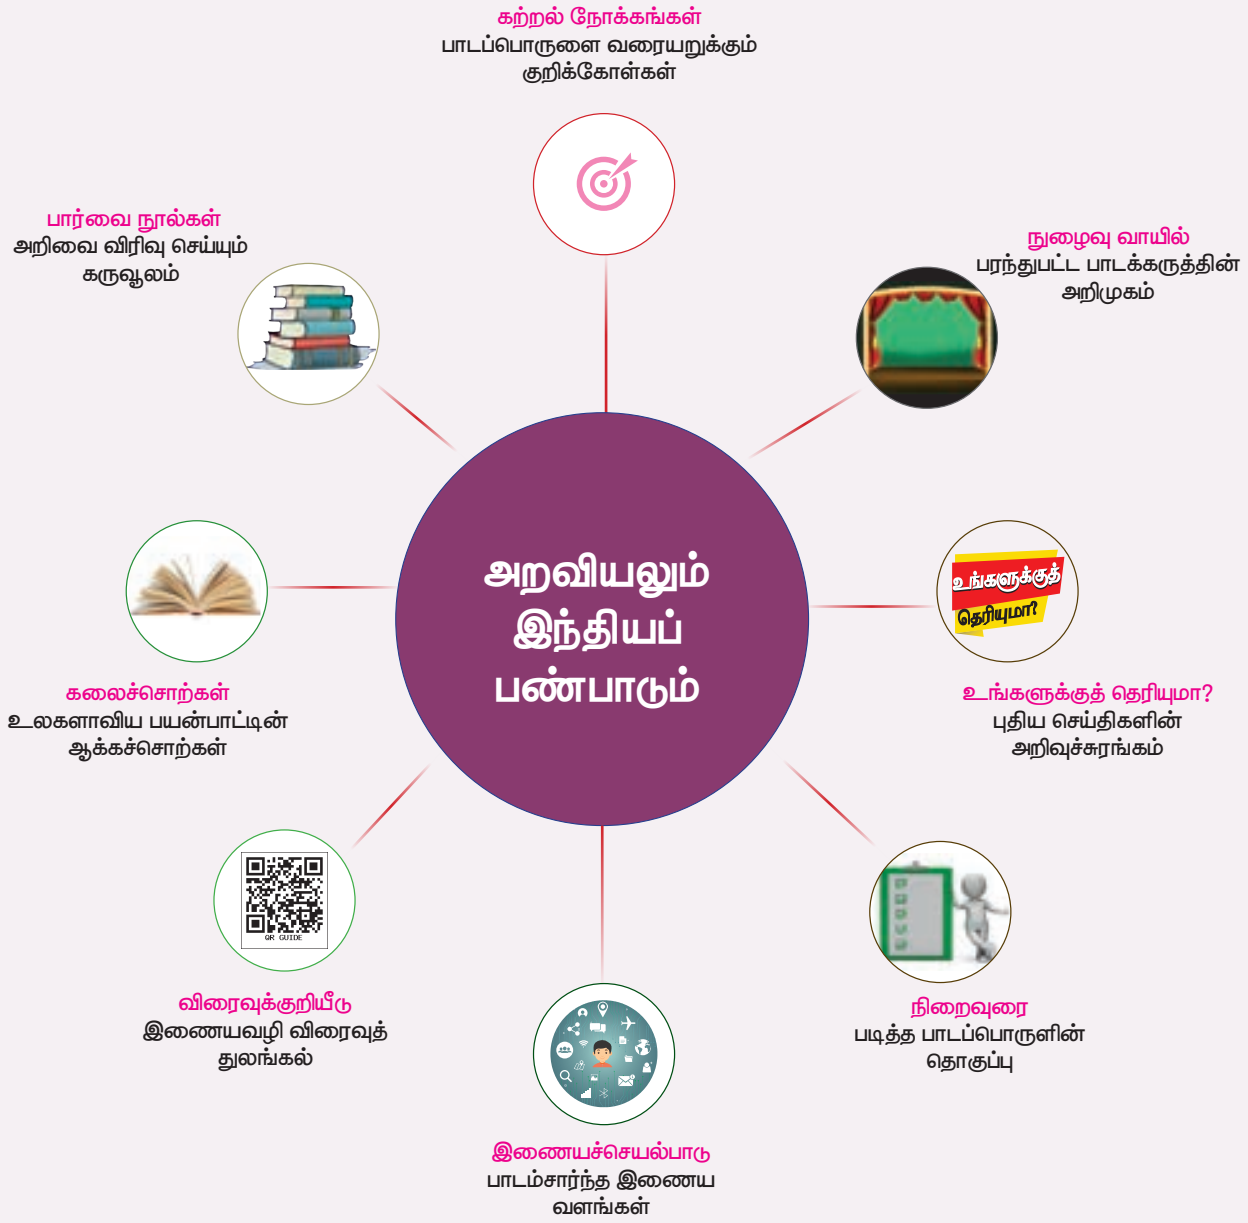 கற்றல் நோக்கங்கள்
பாடப்பொருளை வரையறுக்கும்
குறிக்கோள்கள்
பார்வை நூல்கள்
அறிவை விரிவு செய்யும்
கருவூலம்
நுழைவு வாயில்
பரந்துபட்ட பாடக்கருத்தின்
அறிமுகம்
அறவியலும்
இந்தியப்
பண்பாடும்
உங்களுக்குத்
தெரியுமா?
கலைச்சொற்கள்
உலகளாவிய பயன்பாட்டின்
ஆக்கச்சொற்கள்
உங்களுக்குத் தெரியுமா?
புதிய செய்திகளின்
அறிவுச்சுரங்கம்
QR GUIDE
விரைவுக்குறியீடு
இணையவழி விரைவுத்
துலங்கல்
நிறைவுரை
படித்த பாடப்பொருளின்
தொகுப்பு
இணையச்செயல்பாடு
பாடம்சார்ந்த இணைய
வளங்கள்